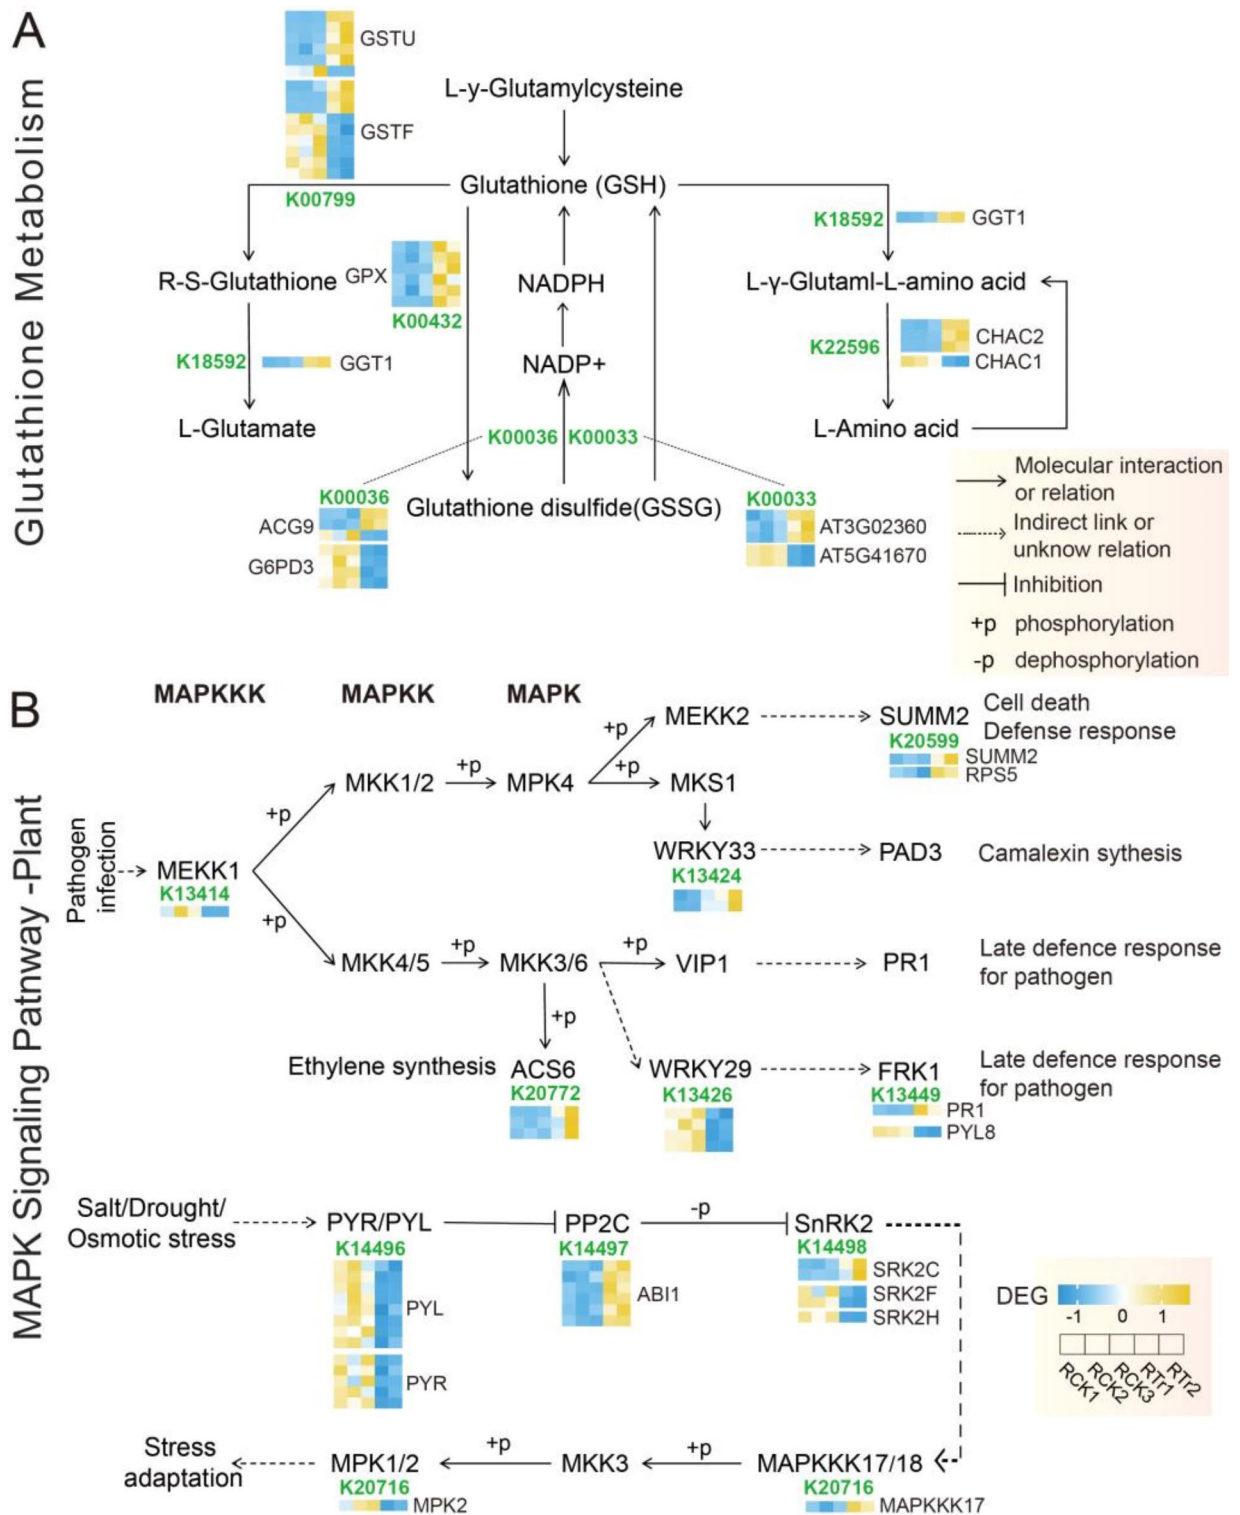 A
Glutathione Metabolism
GSTU
GSTF
K00799
L-y-Glutamylcysteine
Glutathione (GSH)
K18592
GGT1
R-S-Glutathione
GPX
K00432
NADPH
L-γ-Glutaml-L-amino acid
K18592
GGT1
NADP+
K22596
CHAC2
CHAC1
L-Glutamate
K00036
K00033
L-Amino acid
K00036
ACG9
G6PD3
Glutathione disulfide(GSSG)
K00033
AT3G02360
AT5G41670
Molecular interaction
or relation
Indirect link or
unknow relation
Inhibition
+p phosphorylation
-p dephosphorylation
B
MAPK Signaling Patnway -Plant
MAPKKK
MAPKK
MAPK
MEKK2
SUMM2
Cell death
Defense response
K20599
SUMM2
RPS5
+p
MKK1/2
+p
MPK4
+p
MKS1
+p
Pathogen
infection
MEKK1
K13414
WRKY33
K13424
PAD3
Camalexin sythesis
+p
MKK4/5
+p
MKK3/6
+p
VIP1
PR1
Late defence response
for pathogen
+p
Ethylene synthesis
ACS6
K20772
WRKY29
K13426
FRK1
K13449
PR1
PYL8
Late defence response
for pathogen
Salt/Drought/
Osmotic stress
PYR/PYL
K14496
PYL
PYR
PP2C
K14497
ABI1
-p
SnRK2
K14498
SRK2C
SRK2F
SRK2H
DEG
-1 0 1
RCK1
RCK2
RCK3
RTr1
RTr2
Stress
adaptation
MPK1/2
K20716
MPK2
+p
MKK3
+p
MAPKKK17/18
K20716
MAPKKK17